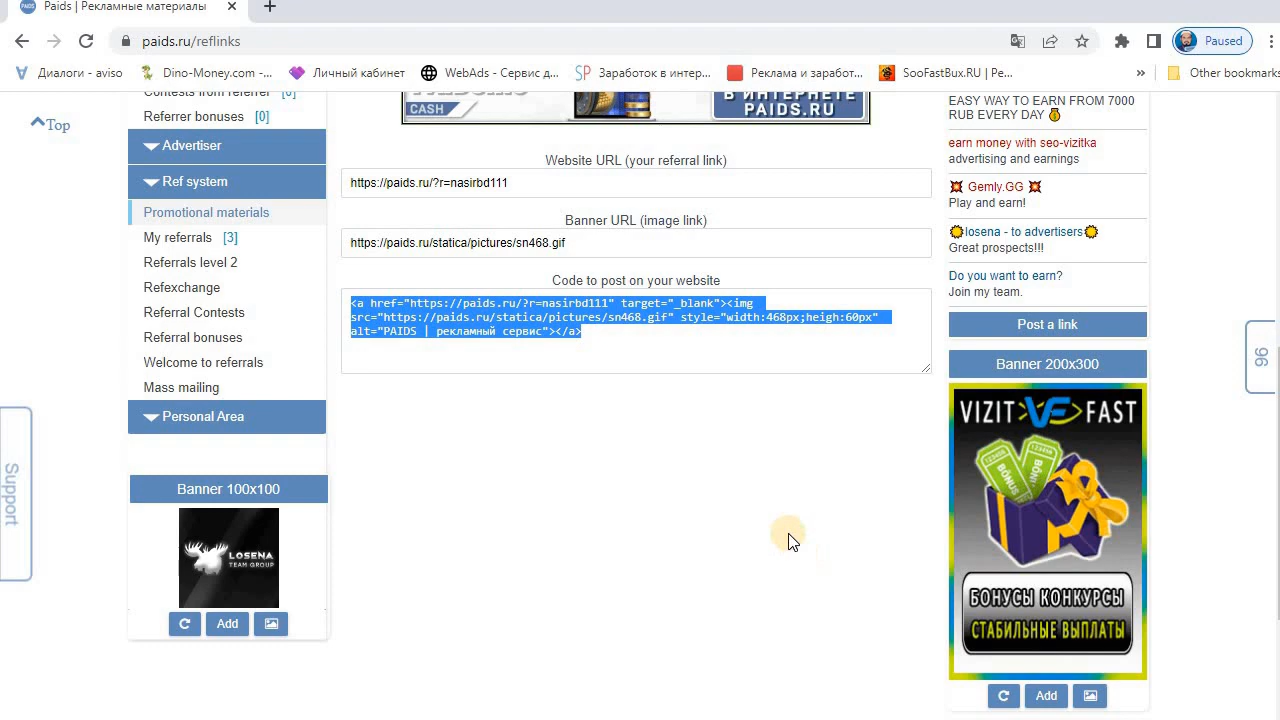 Paids | Рекламные материалы
paids.ru/reflinks
Paused
Диалоги - aviso
Dino-Money.com -...
Личный кабинет
WebAds - Сервис д...
Заработок в интер...
Реклама и заработ...
SooFastBux.RU | Ре...
»
Other bookmarks
Top
Contests from referrer [0]
Referrer bonuses [0]
Advertiser
Ref system
Promotional materials
My referrals [3]
Referrals level 2
Refexchange
Referral Contests
Referral bonuses
Welcome to referrals
Mass mailing
Personal Area
Support
Banner 100x100
LOSENA
TEAM GROUP
Add
CASH
В ИНТЕРНЕТЕ
PAIDS.RU
Website URL (your referral link)
https://paids.ru/?r=nasirbd111
Banner URL (image link)
https://paids.ru/statica/pictures/sn468.gif
Code to post on your website
<a href="https://paids.ru/?r=nasirbd111" target="_blank"><img
src="https://paids.ru/statica/pictures/sn468.gif" style="width:468px;heigh:60px"
alt="PAIDS | рекламный сервис"></a>
EASY WAY TO EARN FROM
RUB EVERY DAY
earn money with seo-vizitka
advertising and earnings
Gemly.GG
Play and earn!
losena - to advertisers
Great prospects!!!
Do you want to earn?
Join my team.
Post a link
Banner 200x300
VIZIT VF FAST
BONUS
BONU
БОНУСЫ КОНКУРСЫ
СТАБИЛЬНЫЕ ВЫПЛАТЫ
Add
96